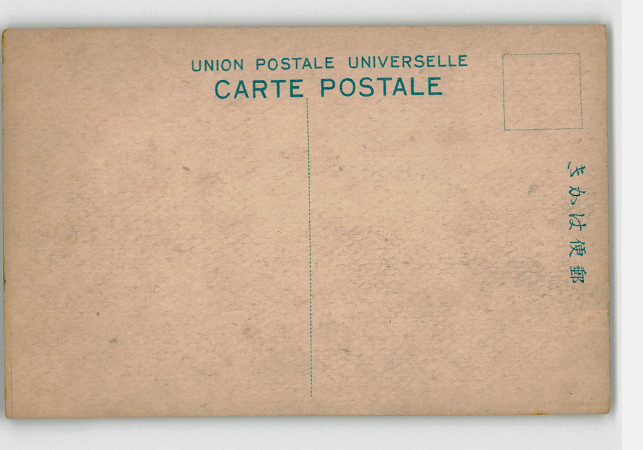 UNION POSTALE UNIVERSELLE
CARTE POSTALE
きかは便郵